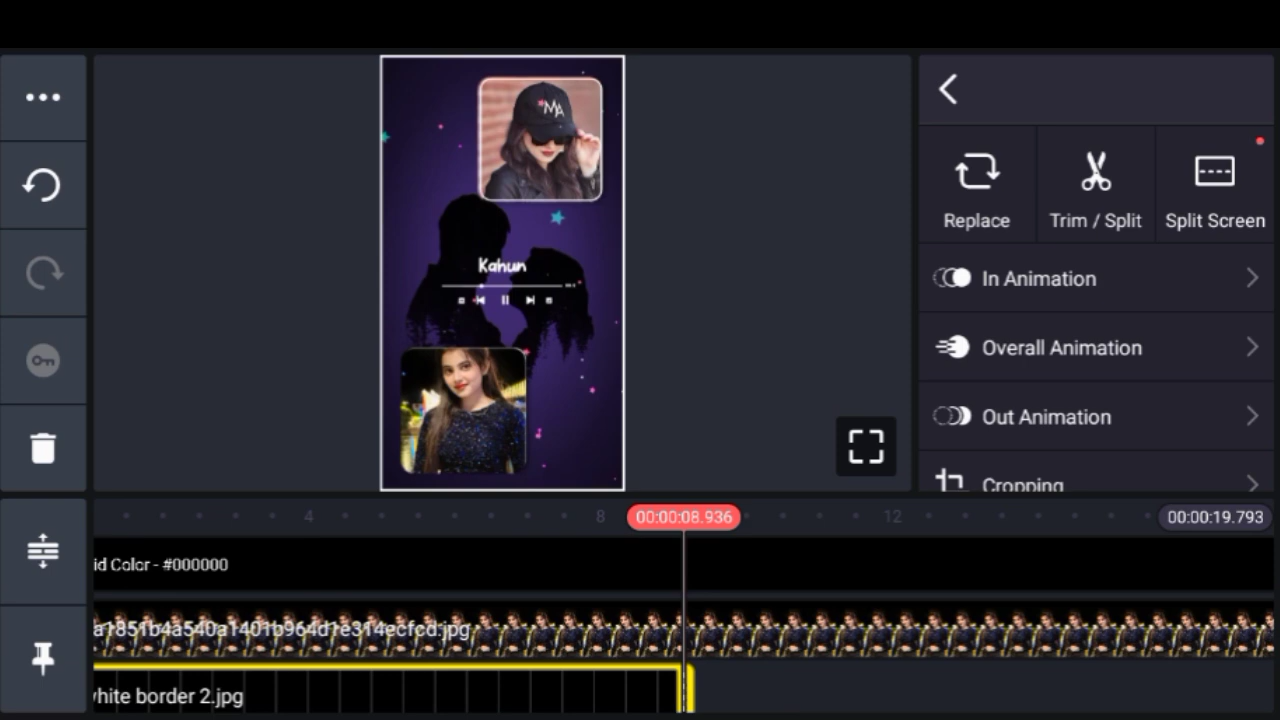 MA
Kahun
Replace
Trim / Split
Split Screen
In Animation
Overall Animation
Out Animation
Cropping
4
8
00:00:08.936
12
00:00:19.793
id Color - #000000
a1851b4a540a1401b964d1e314ecfcd.jpg
white border 2.jpg